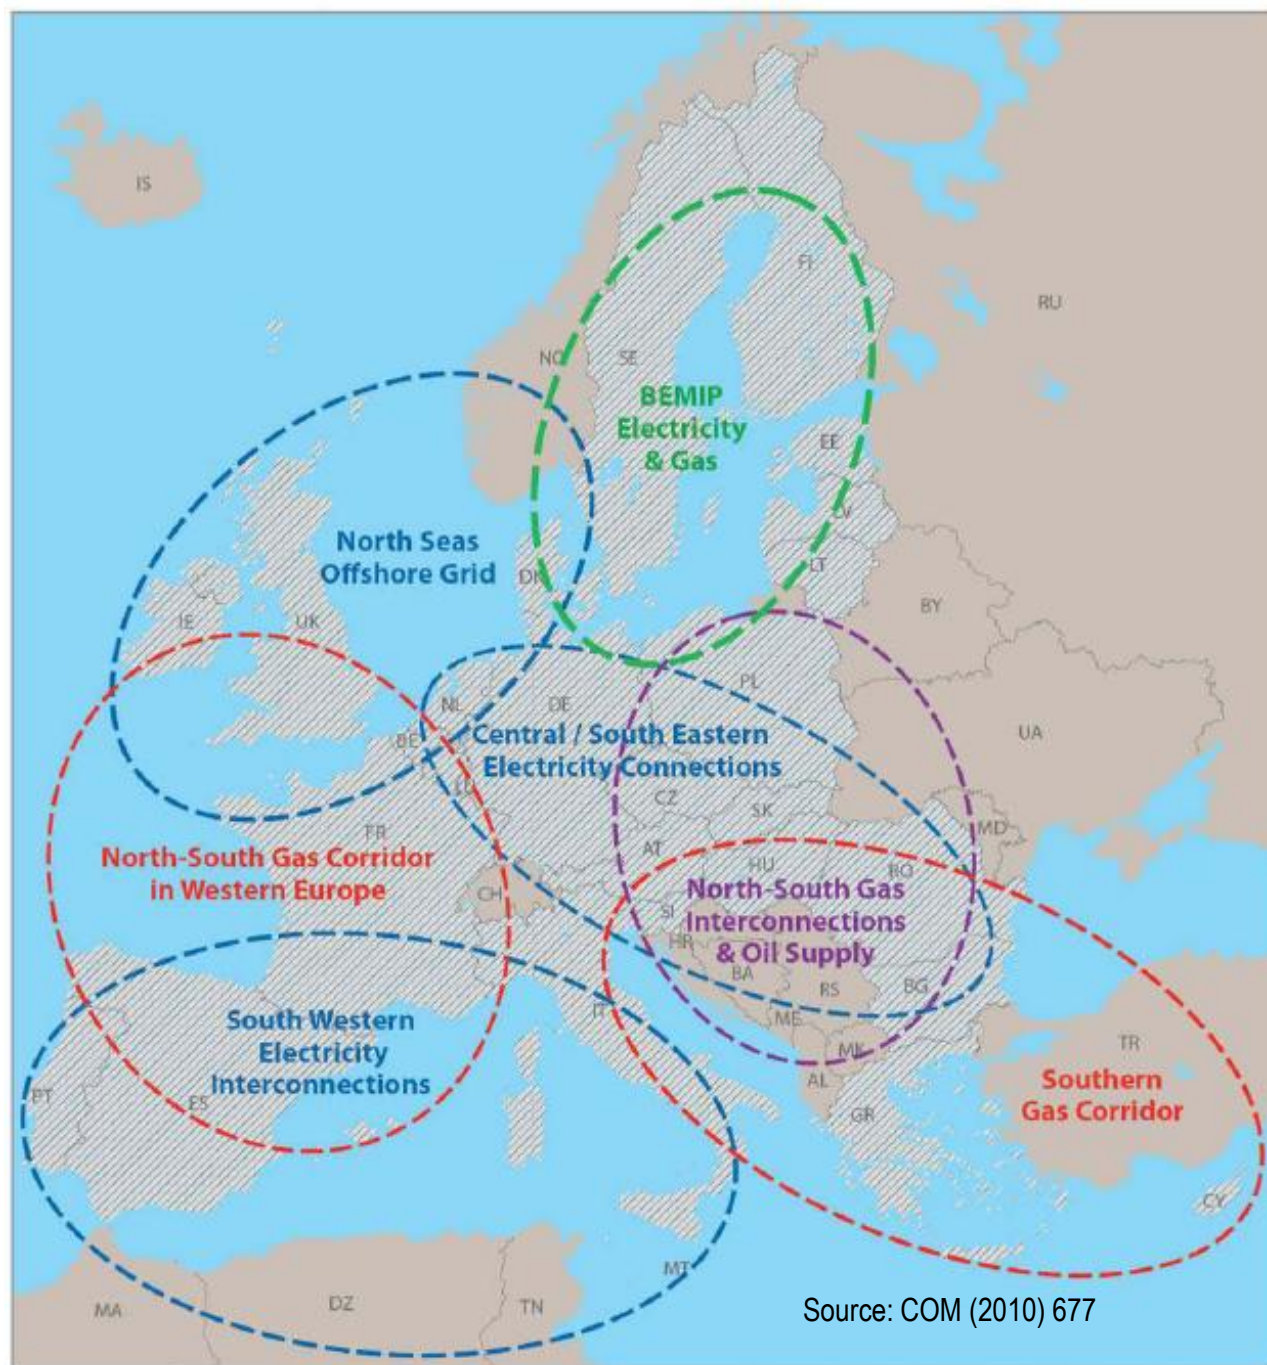 IS
FI
RU
NO
SE
BEMIP
Electricity
& Gas
EE
LV
North Seas
Offshore Grid
DK
LT
BY
IE
UK
NL
DE
PL
BE
Central / South Eastern
Electricity Connections
UA
LU
CZ
SK
FR
AT
MD
North-South Gas Corridor
in Western Europe
HU
RO
CH
North-South Gas
Interconnections
& Oil Supply
SI
HR
BA
RS
BG
IT
ME
South Western
Electricity
Interconnections
MK
TR
AL
Southern
Gas Corridor
PT
ES
GR
CY
MT
MA
DZ
TN
Source: COM (2010) 677